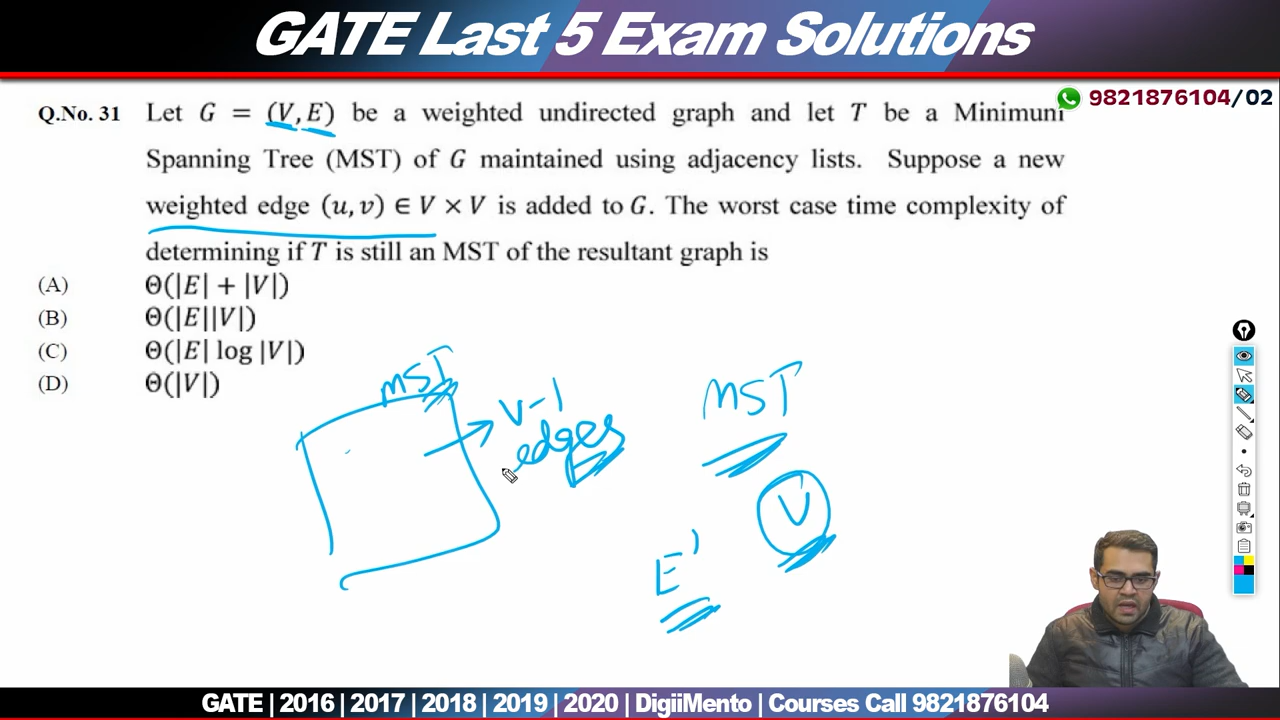 GATE Last 5 Exam Solutions
9821876104/02
Q.No. 31 Let G = (V, E) be a weighted undirected graph and let T be a Minimum
Spanning Tree (MST) of G maintained using adjacency lists. Suppose a new
weighted edge (u, v) ∈ V × V is added to G. The worst case time complexity of
determining if T is still an MST of the resultant graph is
(A) Θ(|E| + |V|)
(B) Θ(|E||V|)
(C) Θ(|E| log |V|)
(D) Θ(|V|)
MST
V-1
edges
MST
V
E'
GATE | 2016 | 2017 | 2018 | 2019 | 2020 | DigiiMento | Courses Call 9821876104